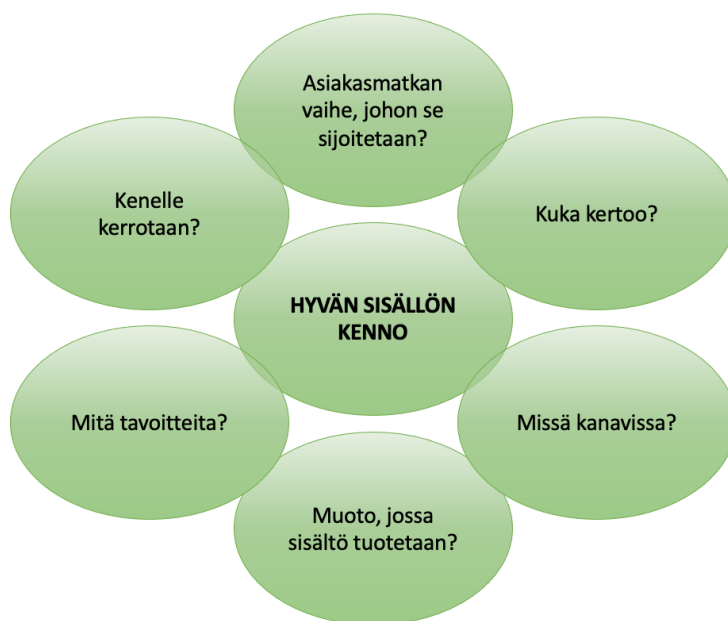 Asiakasmatkan
vaihe, johon se
sijoitetaan?
Kenelle
kerrotaan?
Kuka kertoo?
HYVÄN SISÄLLÖN
KENNO
Mitä tavoitteita?
Missä kanavissa?
Muoto, jossa
sisältö tuotetaan?